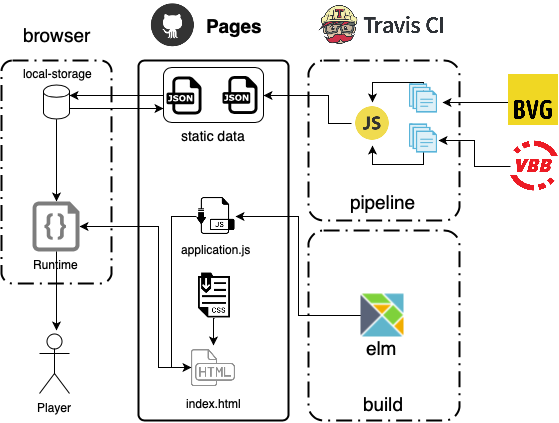 browser
Pages
Travis CI
local-storage
JSON
JSON
static data
JS
BVG
VBB
pipeline
{}
Runtime
JS
application.js
CSS
HTML
index.html
elm
build
Player